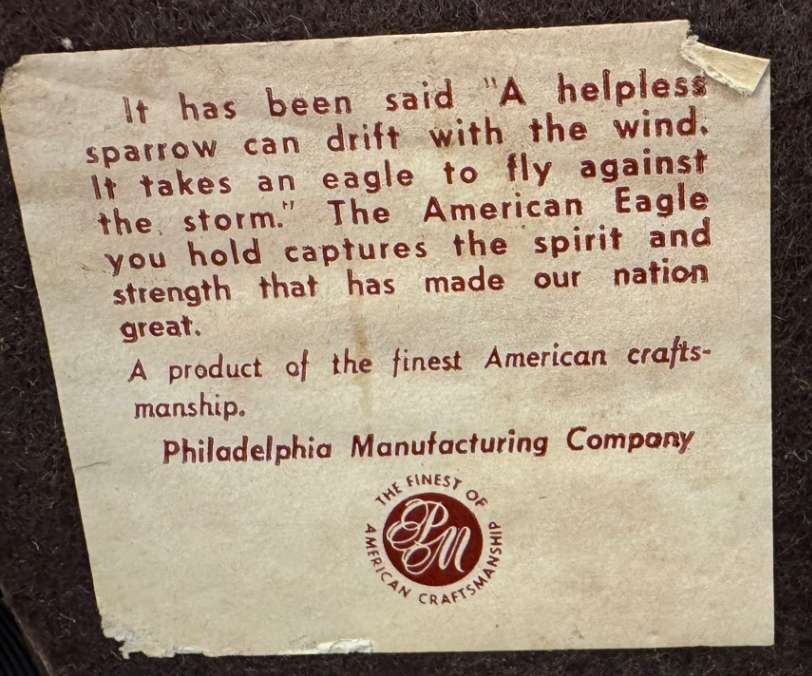 It has been said "A helpless
sparrow can drift with the wind.
It takes an eagle to fly against
the storm." The American Eagle
you hold captures the spirit and
strength that has made our nation
great.
A product of the finest American crafts-
manship.
Philadelphia Manufacturing Company
THE FINEST OF
PM
AMERICAN CRAFTSMANSHIP